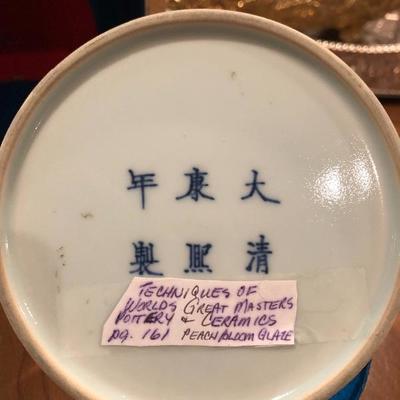 大清
康熙
年製
TECHNIQUES OF
WORLDS GREAT MASTERS
POTTERY & CERAMICS
pg. 161 PEACH BLOOM GLAZE